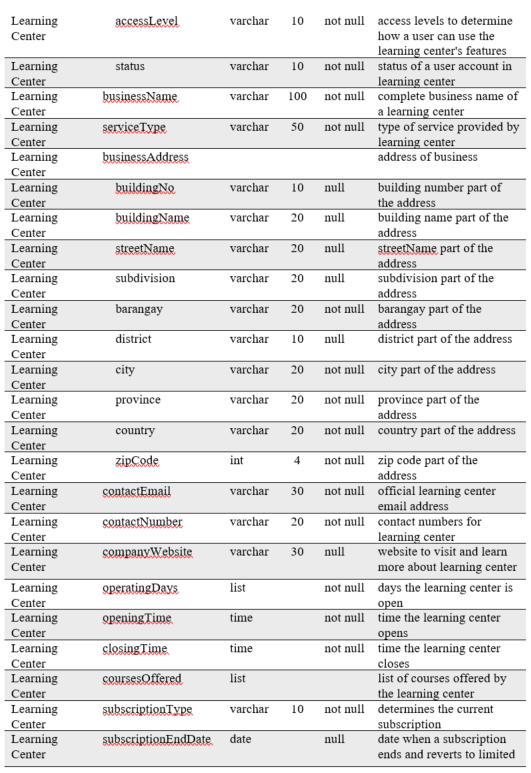 Learning accessLevel varchar 10 not null access levels to determine
Center how a user can use the
learning center's features
Learning status varchar 10 not null status of a user account in
Center learning center
Learning businessName varchar 100 not null complete business name of
Center a learning center
Learning serviceType varchar 50 not null type of service provided by
Center learning center
Learning businessAddress address of business
Center
Learning buildingNo varchar 10 null building number part of
Center the address
Learning buildingName varchar 20 null building name part of the
Center address
Learning streetName varchar 20 null streetName part of the
Center address
Learning subdivision varchar 20 null subdivision part of the
Center address
Learning barangay varchar 20 not null barangay part of the
Center address
Learning district varchar 10 null district part of the address
Center
Learning city varchar 20 not null city part of the address
Center
Learning province varchar 20 not null province part of the
Center address
Learning country varchar 20 not null country part of the address
Center
Learning zipCode int 4 not null zip code part of the
Center address
Learning contactEmail varchar 30 not null official learning center
Center email address
Learning contactNumber varchar 20 not null contact numbers for
Center learning center
Learning companyWebsite varchar 30 null website to visit and learn
Center more about learning center
Learning operatingDays list not null days the learning center is
Center open
Learning openingTime time not null time the learning center
Center opens
Learning closingTime time not null time the learning center
Center closes
Learning coursesOffered list list of courses offered by
Center the learning center
Learning subscriptionType varchar 10 not null determines the current
Center subscription
Learning subscriptionEndDate date null date when a subscription
Center ends and reverts to limited